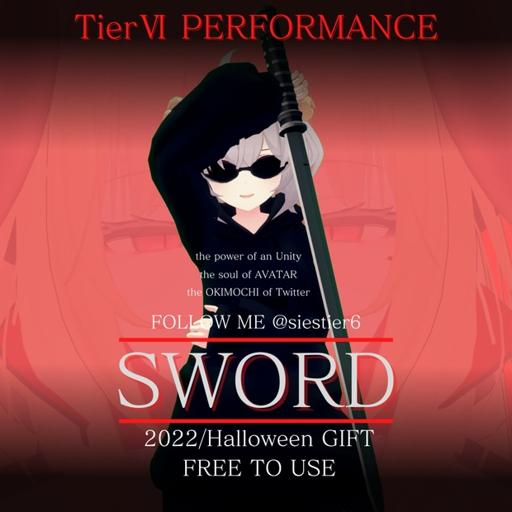 TierⅥ PERFORMANCE
the power of an Unity
the soul of AVATAR
the OKIMOCHI of Twitter
FOLLOW ME @siestier6
SWORD
2022/Halloween GIFT
FREE TO USE